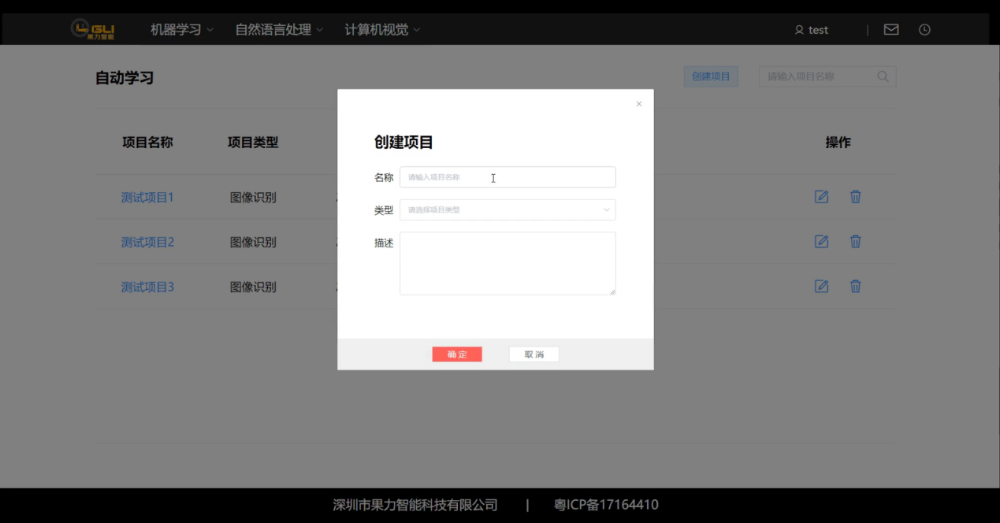 GLI 果力智能 机器学习 自然语言处理 计算机视觉 test |
自动学习 创建项目 请输入项目名称
项目名称 项目类型 操作
测试项目1 图像识别
测试项目2 图像识别
测试项目3 图像识别
×
创建项目
名称 请输入项目名称
类型 请选择项目类型
描述
确定 取消
深圳市果力智能科技有限公司 | 粤ICP备17164410